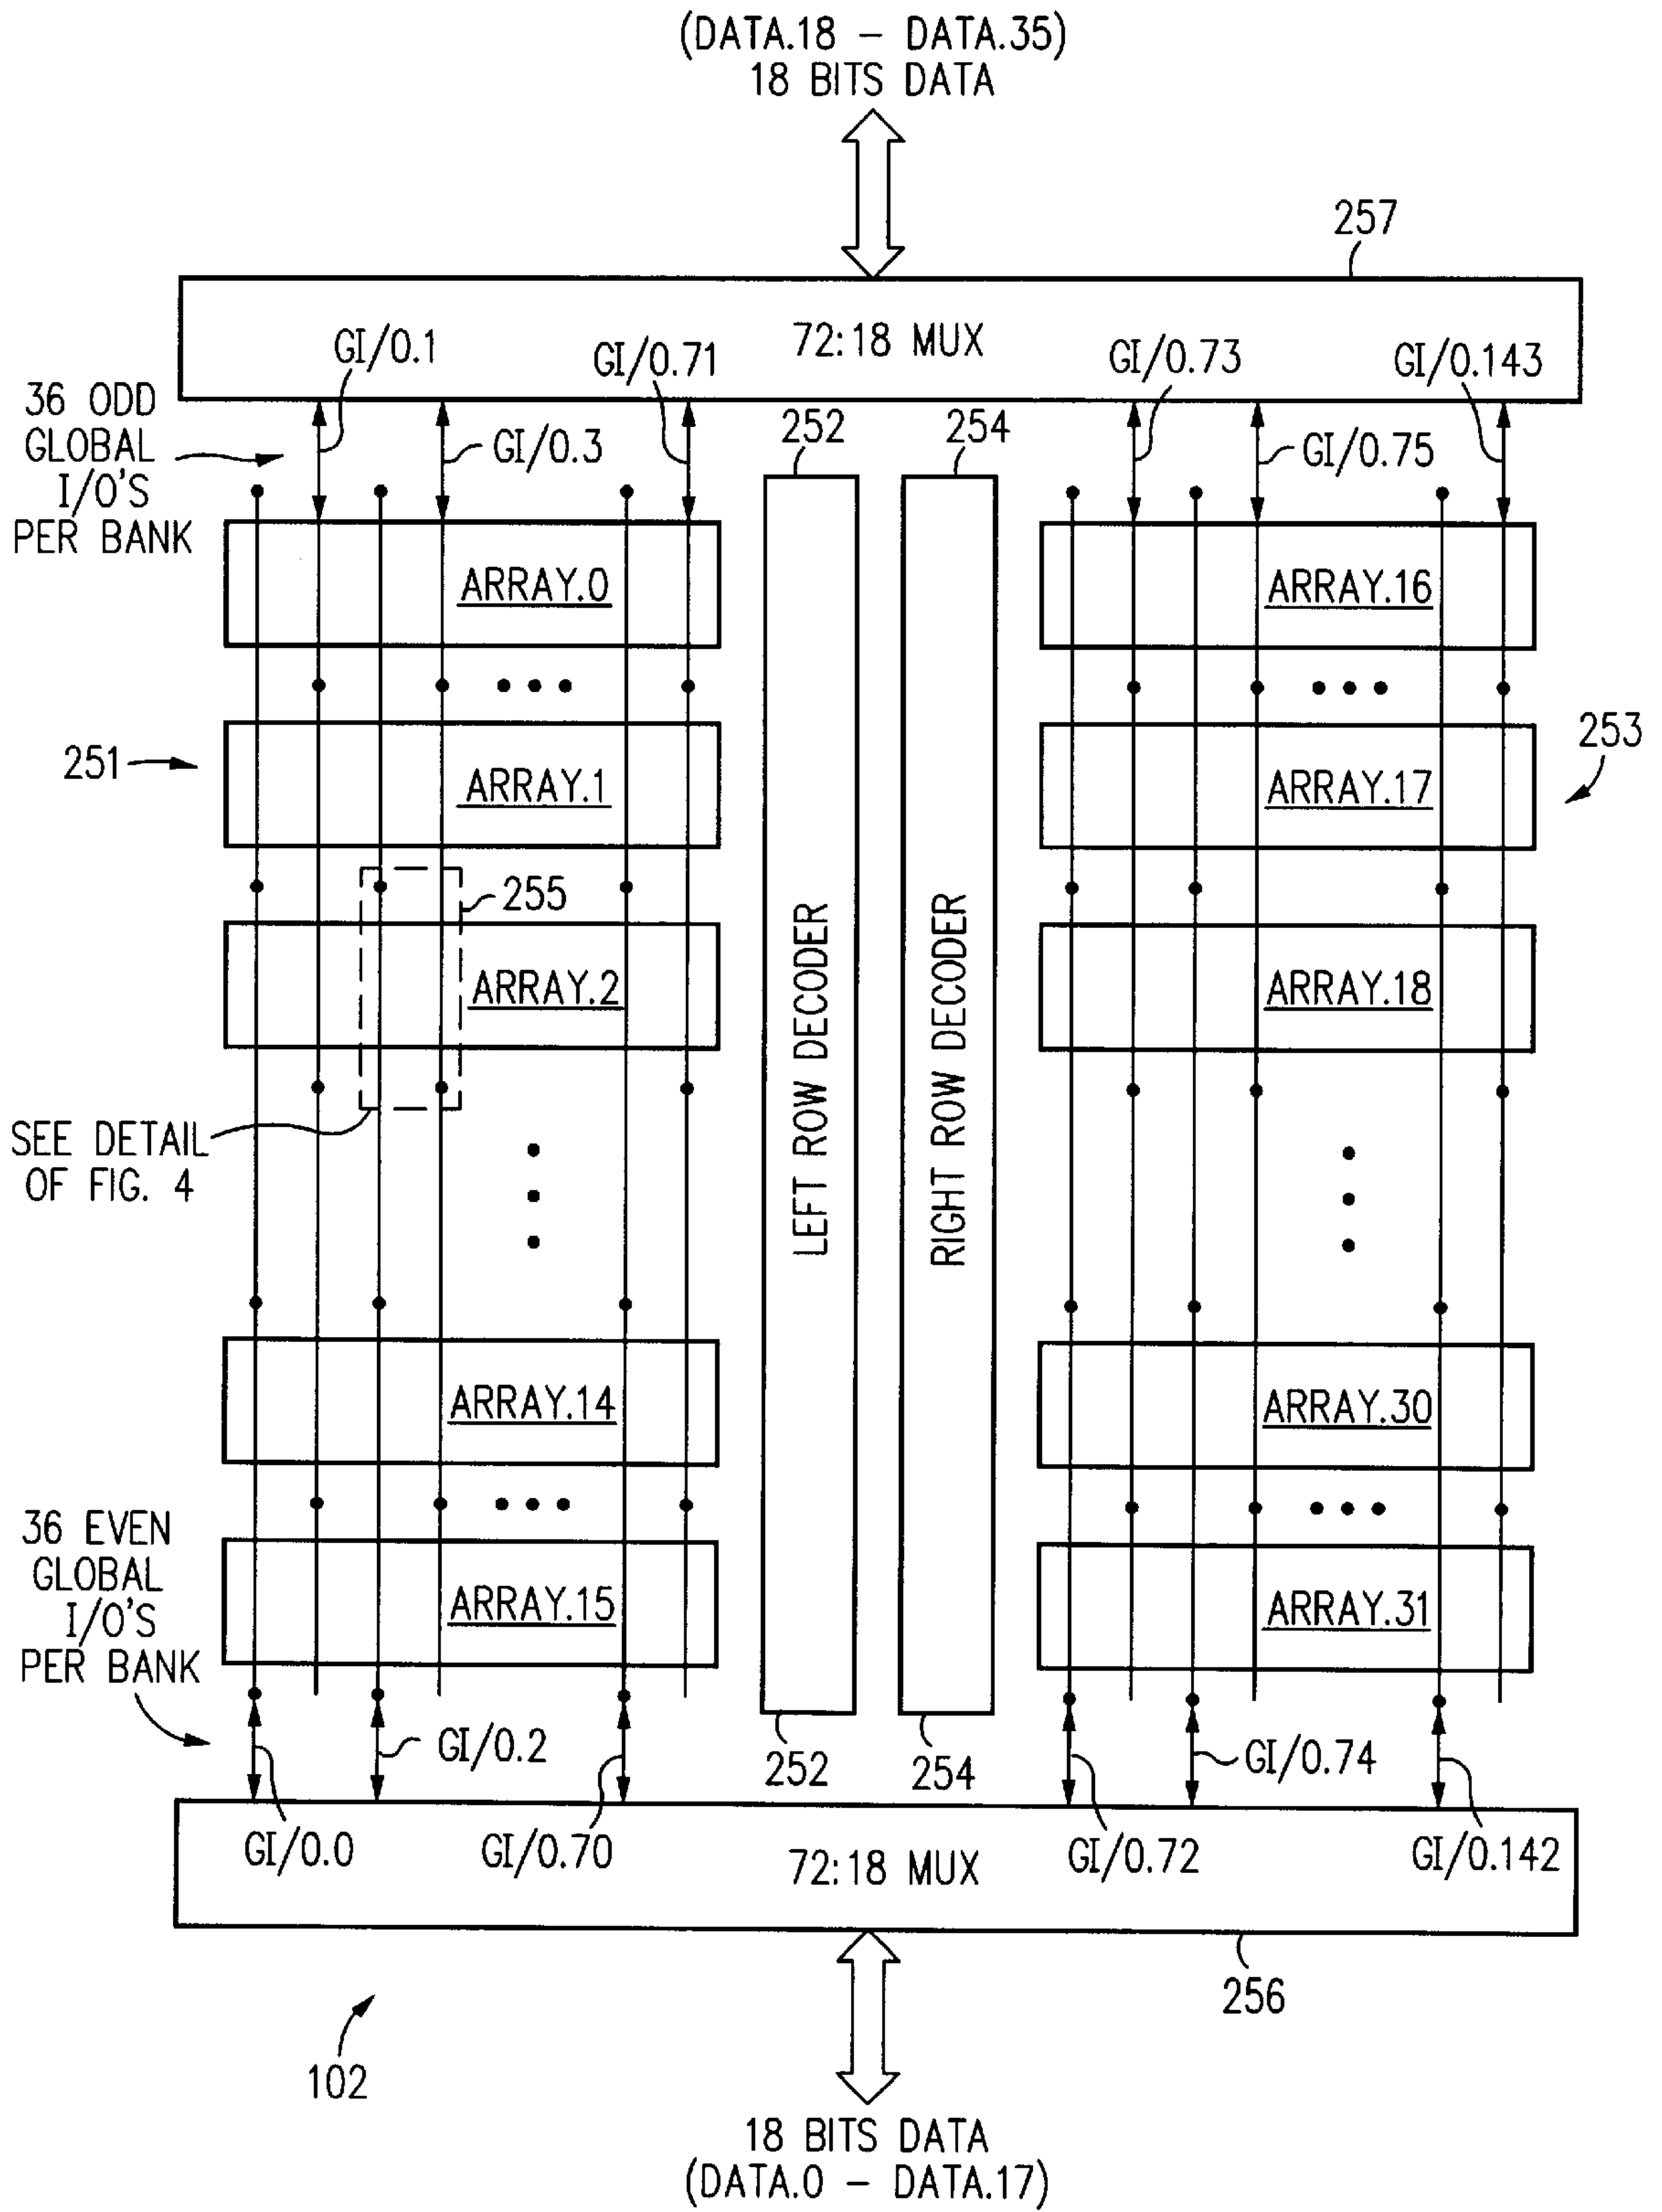 (DATA.18 – DATA.35)
18 BITS DATA
257
72:18 MUX
GI/0.1
GI/0.71
GI/0.73
GI/0.143
36 ODD
GLOBAL
I/O'S
PER BANK
GI/0.3
252
254
GI/0.75
ARRAY.0
ARRAY.16
251
ARRAY.1
ARRAY.17
253
255
ARRAY.2
ARRAY.18
LEFT ROW DECODER
RIGHT ROW DECODER
SEE DETAIL
OF FIG. 4
ARRAY.14
ARRAY.30
36 EVEN
GLOBAL
I/O'S
PER BANK
ARRAY.15
ARRAY.31
GI/0.2
252
254
GI/0.74
GI/0.0
GI/0.70
72:18 MUX
GI/0.72
GI/0.142
256
102
18 BITS DATA
(DATA.0 – DATA.17)